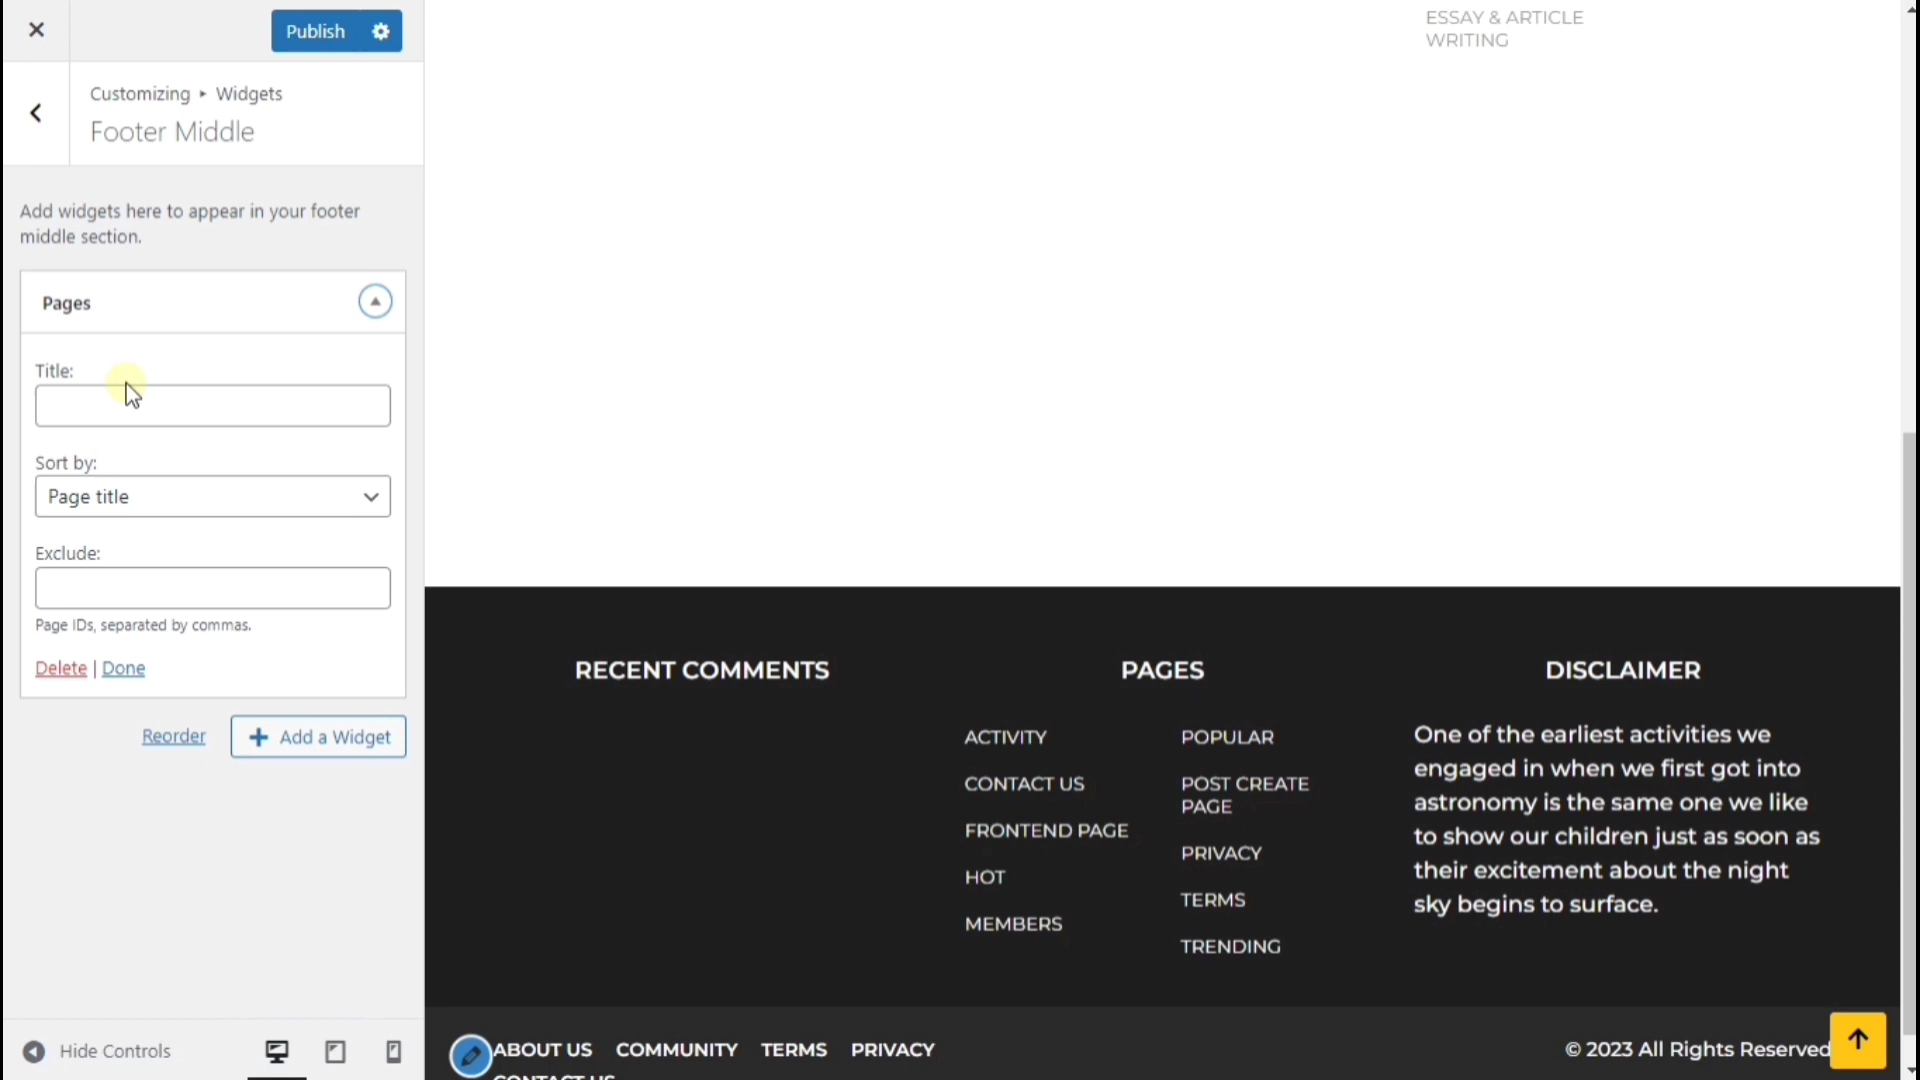 Publish
Customizing ▸ Widgets
Footer Middle
Add widgets here to appear in your footer
middle section.
Pages
Title:
Sort by:
Page title
Exclude:
Page IDs, separated by commas.
Delete | Done
Reorder
+ Add a Widget
Hide Controls
ESSAY & ARTICLE
WRITING
RECENT COMMENTS
PAGES
ACTIVITY
CONTACT US
FRONTEND PAGE
HOT
MEMBERS
POPULAR
POST CREATE
PAGE
PRIVACY
TERMS
TRENDING
DISCLAIMER
One of the earliest activities we
engaged in when we first got into
astronomy is the same one we like
to show our children just as soon as
their excitement about the night
sky begins to surface.
ABOUT US COMMUNITY TERMS PRIVACY
CONTACT US
© 2023 All Rights Reserved